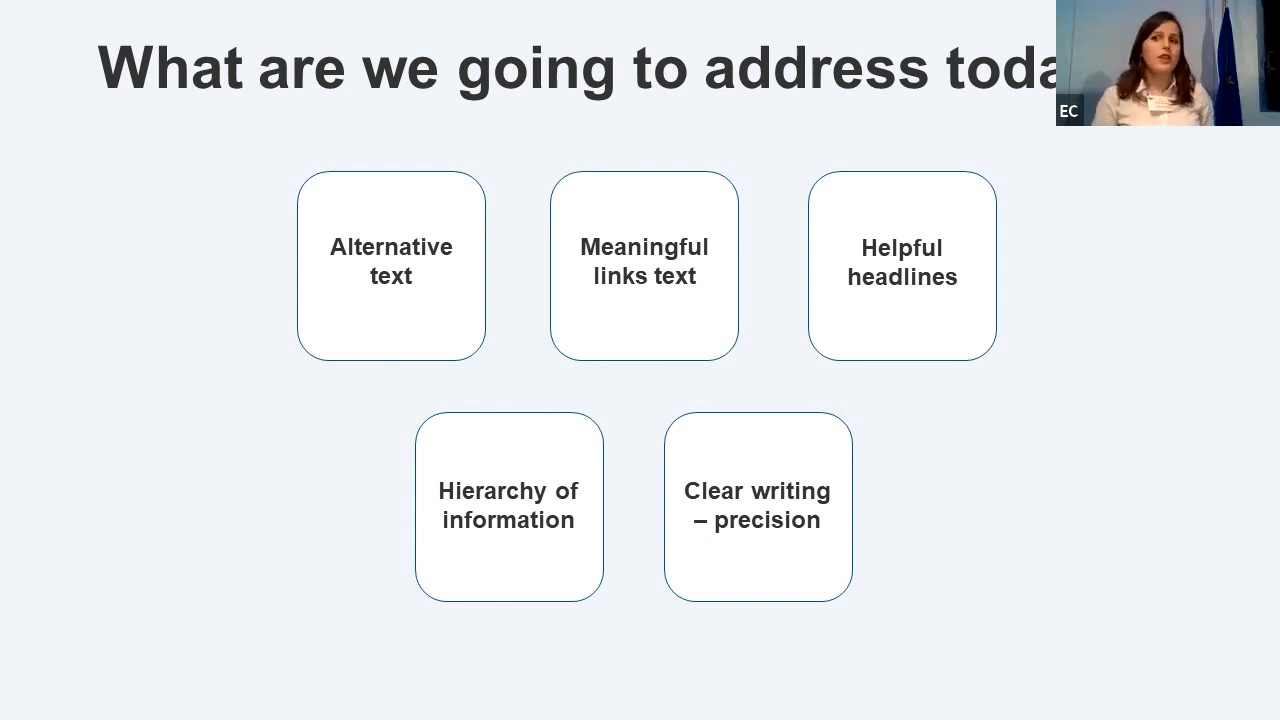 What are we going to address toda
EC
Alternative
text
Meaningful
links text
Helpful
headlines
Hierarchy of
information
Clear writing
– precision